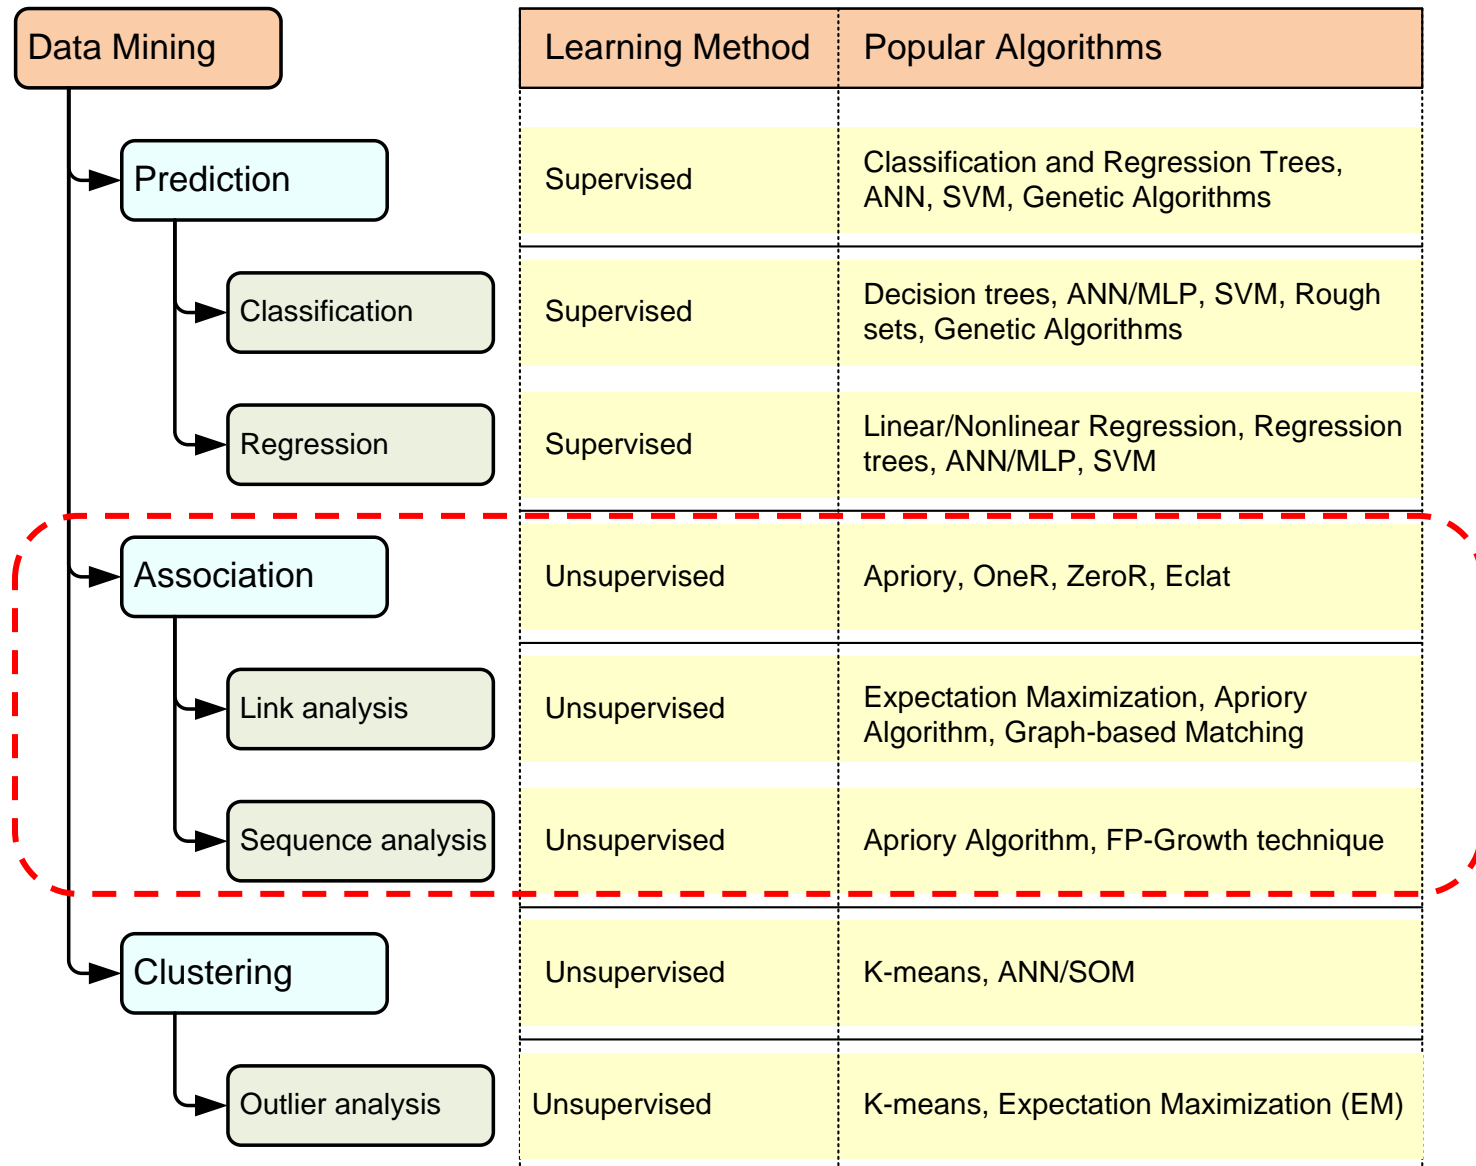 Data Mining
Learning Method
Popular Algorithms
Prediction
Supervised
Classification and Regression Trees,
ANN, SVM, Genetic Algorithms
Classification
Supervised
Decision trees, ANN/MLP, SVM, Rough
sets, Genetic Algorithms
Regression
Supervised
Linear/Nonlinear Regression, Regression
trees, ANN/MLP, SVM
Association
Unsupervised
Apriory, OneR, ZeroR, Eclat
Link analysis
Unsupervised
Expectation Maximization, Apriory
Algorithm, Graph-based Matching
Sequence analysis
Unsupervised
Apriory Algorithm, FP-Growth technique
Clustering
Unsupervised
K-means, ANN/SOM
Outlier analysis
Unsupervised
K-means, Expectation Maximization (EM)